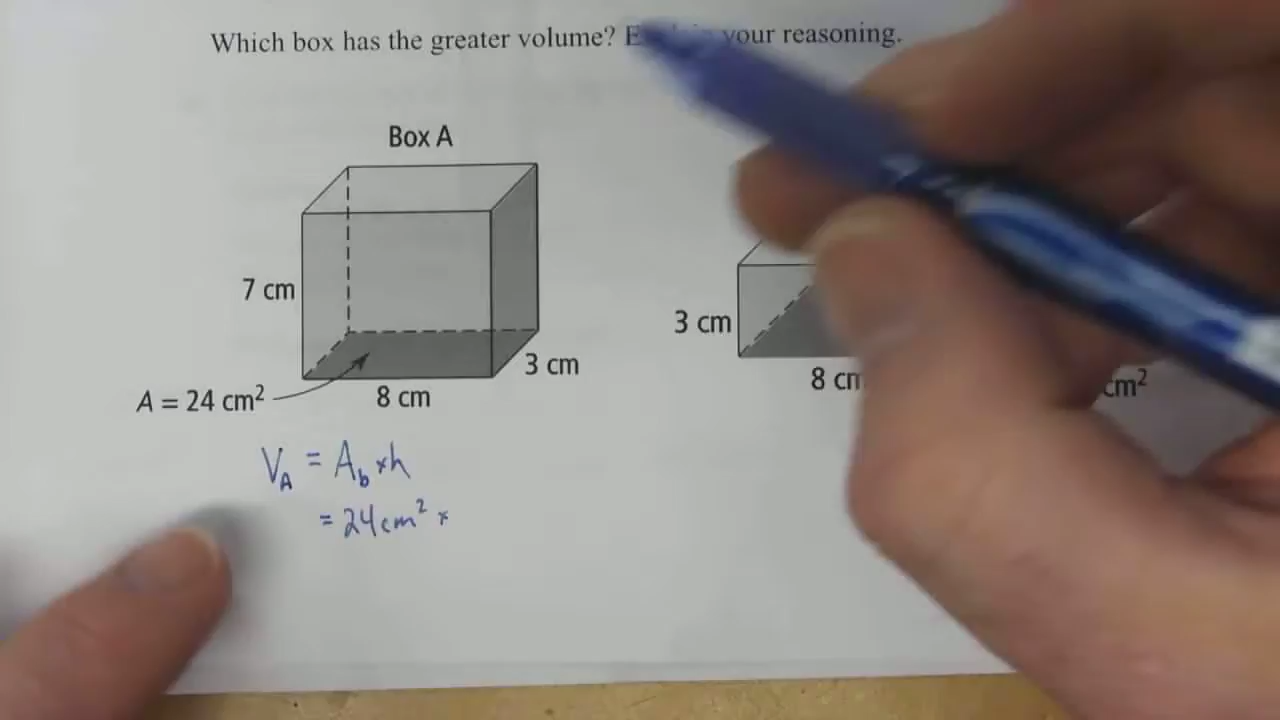 Which box has the greater volume? your reasoning.
Box A
7 cm
3 cm
8 cm
A = 24 cm²
3 cm
8 cm
cm²
V_A = A_b × h
= 24 cm² ×